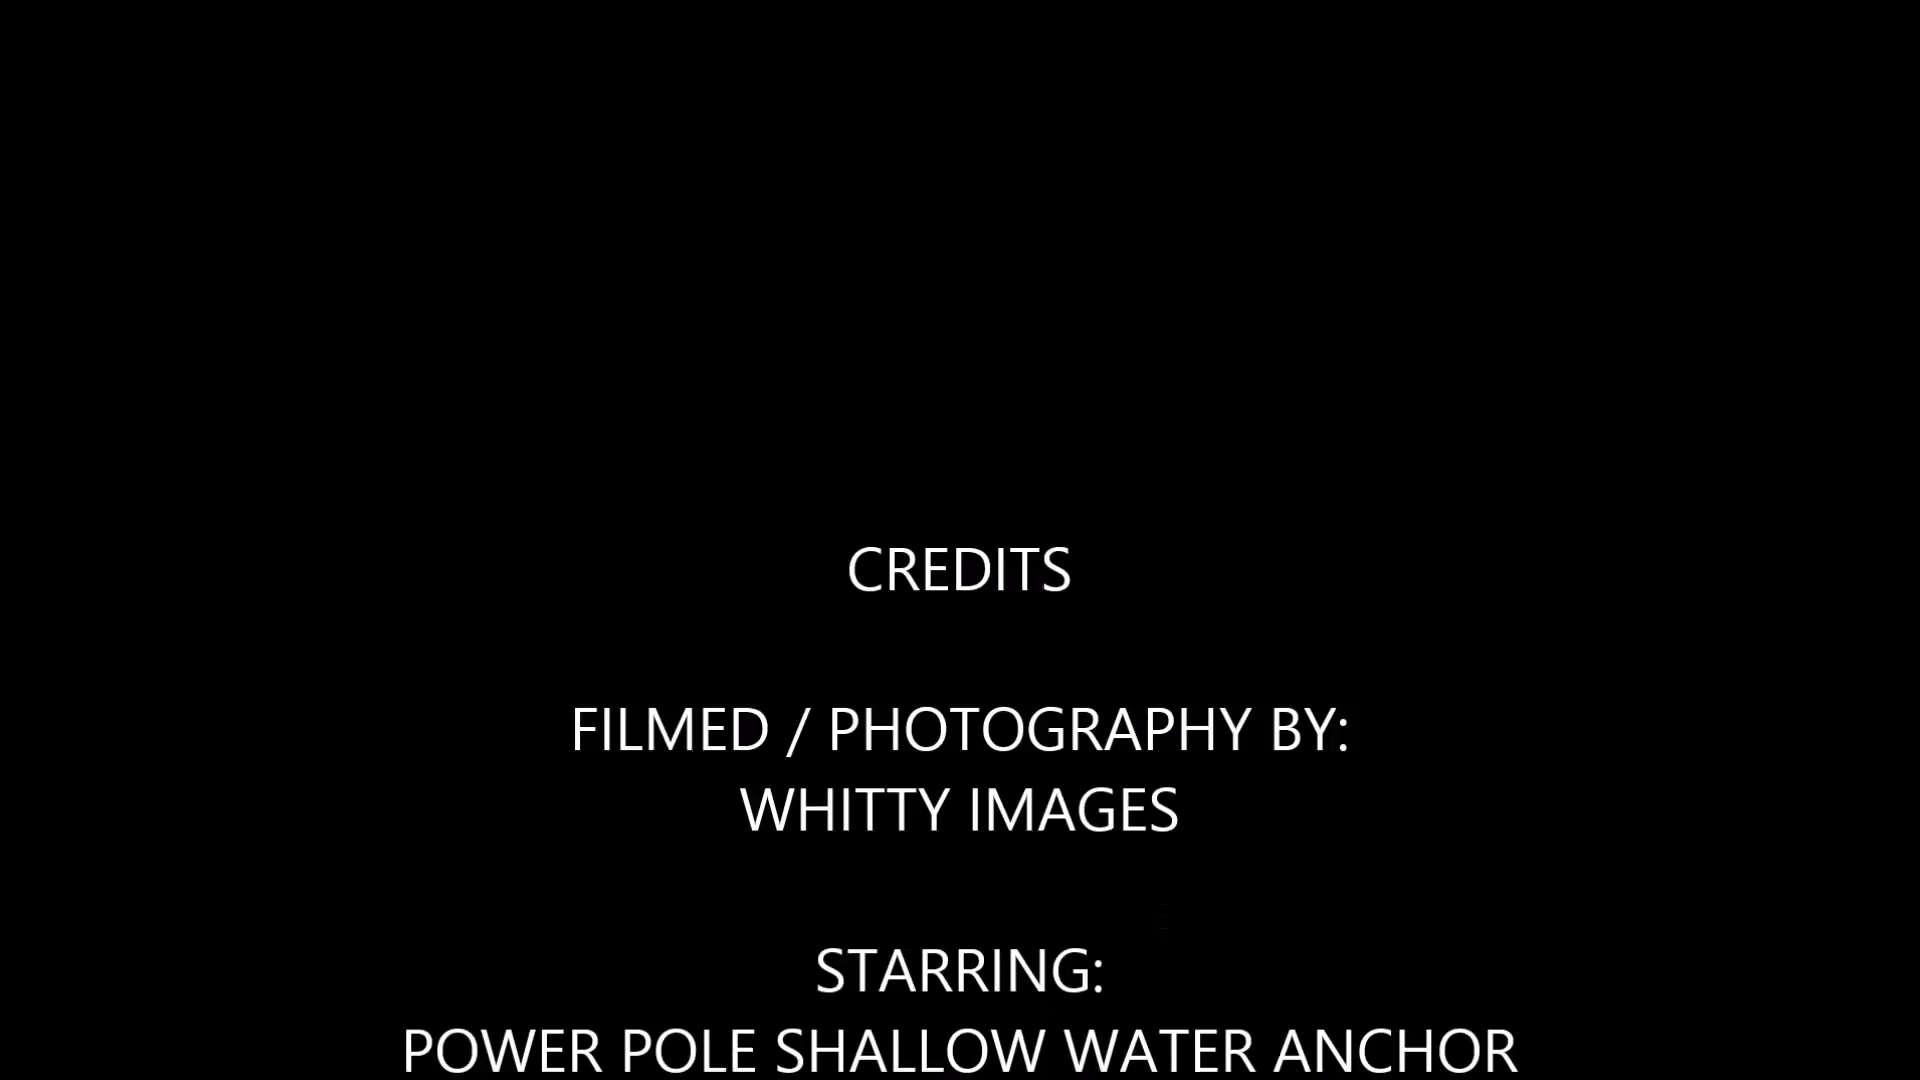 CREDITS
FILMED / PHOTOGRAPHY BY:
WHITTY IMAGES
STARRING:
POWER POLE SHALLOW WATER ANCHOR